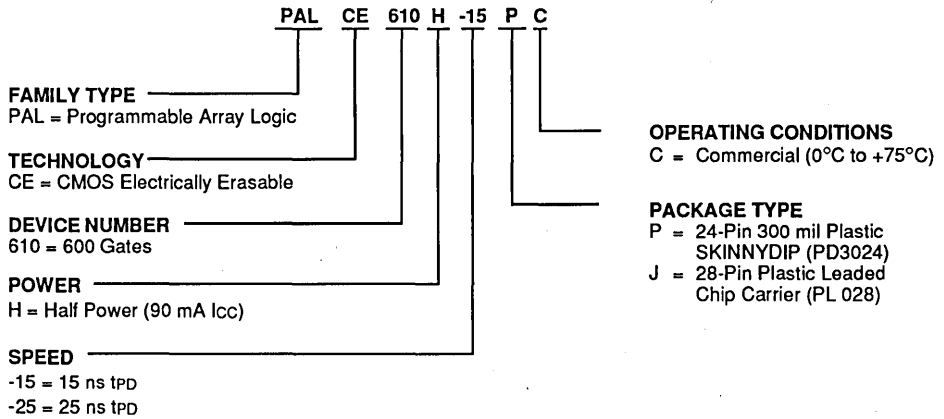 PAL CE 610 H -15 P C
FAMILY TYPE
PAL = Programmable Array Logic
TECHNOLOGY
CE = CMOS Electrically Erasable
DEVICE NUMBER
610 = 600 Gates
POWER
H = Half Power (90 mA ICC)
SPEED
-15 = 15 ns tPD
-25 = 25 ns tPD
OPERATING CONDITIONS
C = Commercial (0°C to +75°C)
PACKAGE TYPE
P = 24-Pin 300 mil Plastic
SKINNYDIP (PD3024)
J = 28-Pin Plastic Leaded
Chip Carrier (PL 028)